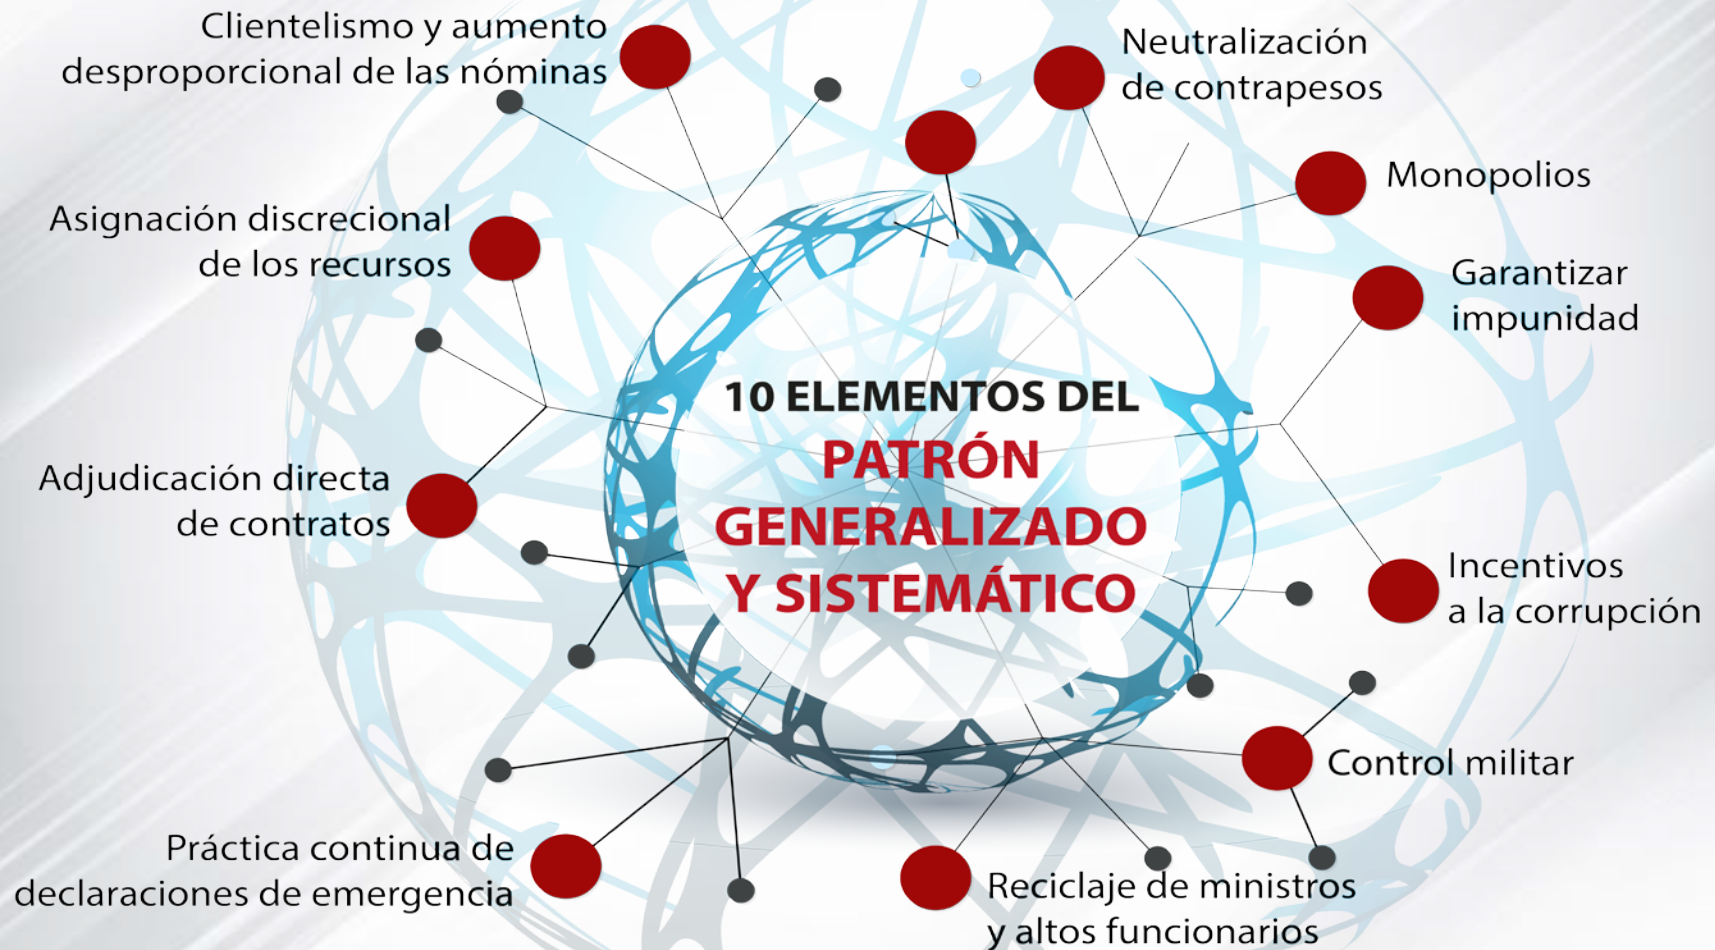 Clientelismo y aumento
desproporcional de las nóminas
Neutralización
de contrapesos
Monopolios
Asignación discrecional
de los recursos
Garantizar
impunidad
10 ELEMENTOS DEL
PATRÓN
GENERALIZADO
Y SISTEMÁTICO
Adjudicación directa
de contratos
Incentivos
a la corrupción
Control militar
Práctica continua de
declaraciones de emergencia
Reciclaje de ministros
y altos funcionarios